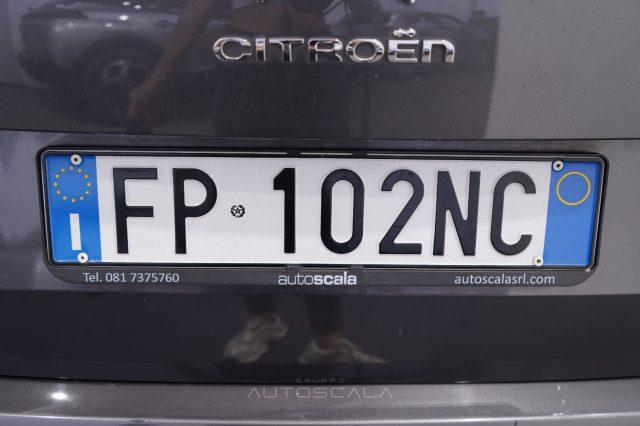 CITROËN
I FP 102NC
Tel. 081 7375760 autoscala autoscalasrl.com
GRUPPO
AUTOSCALA